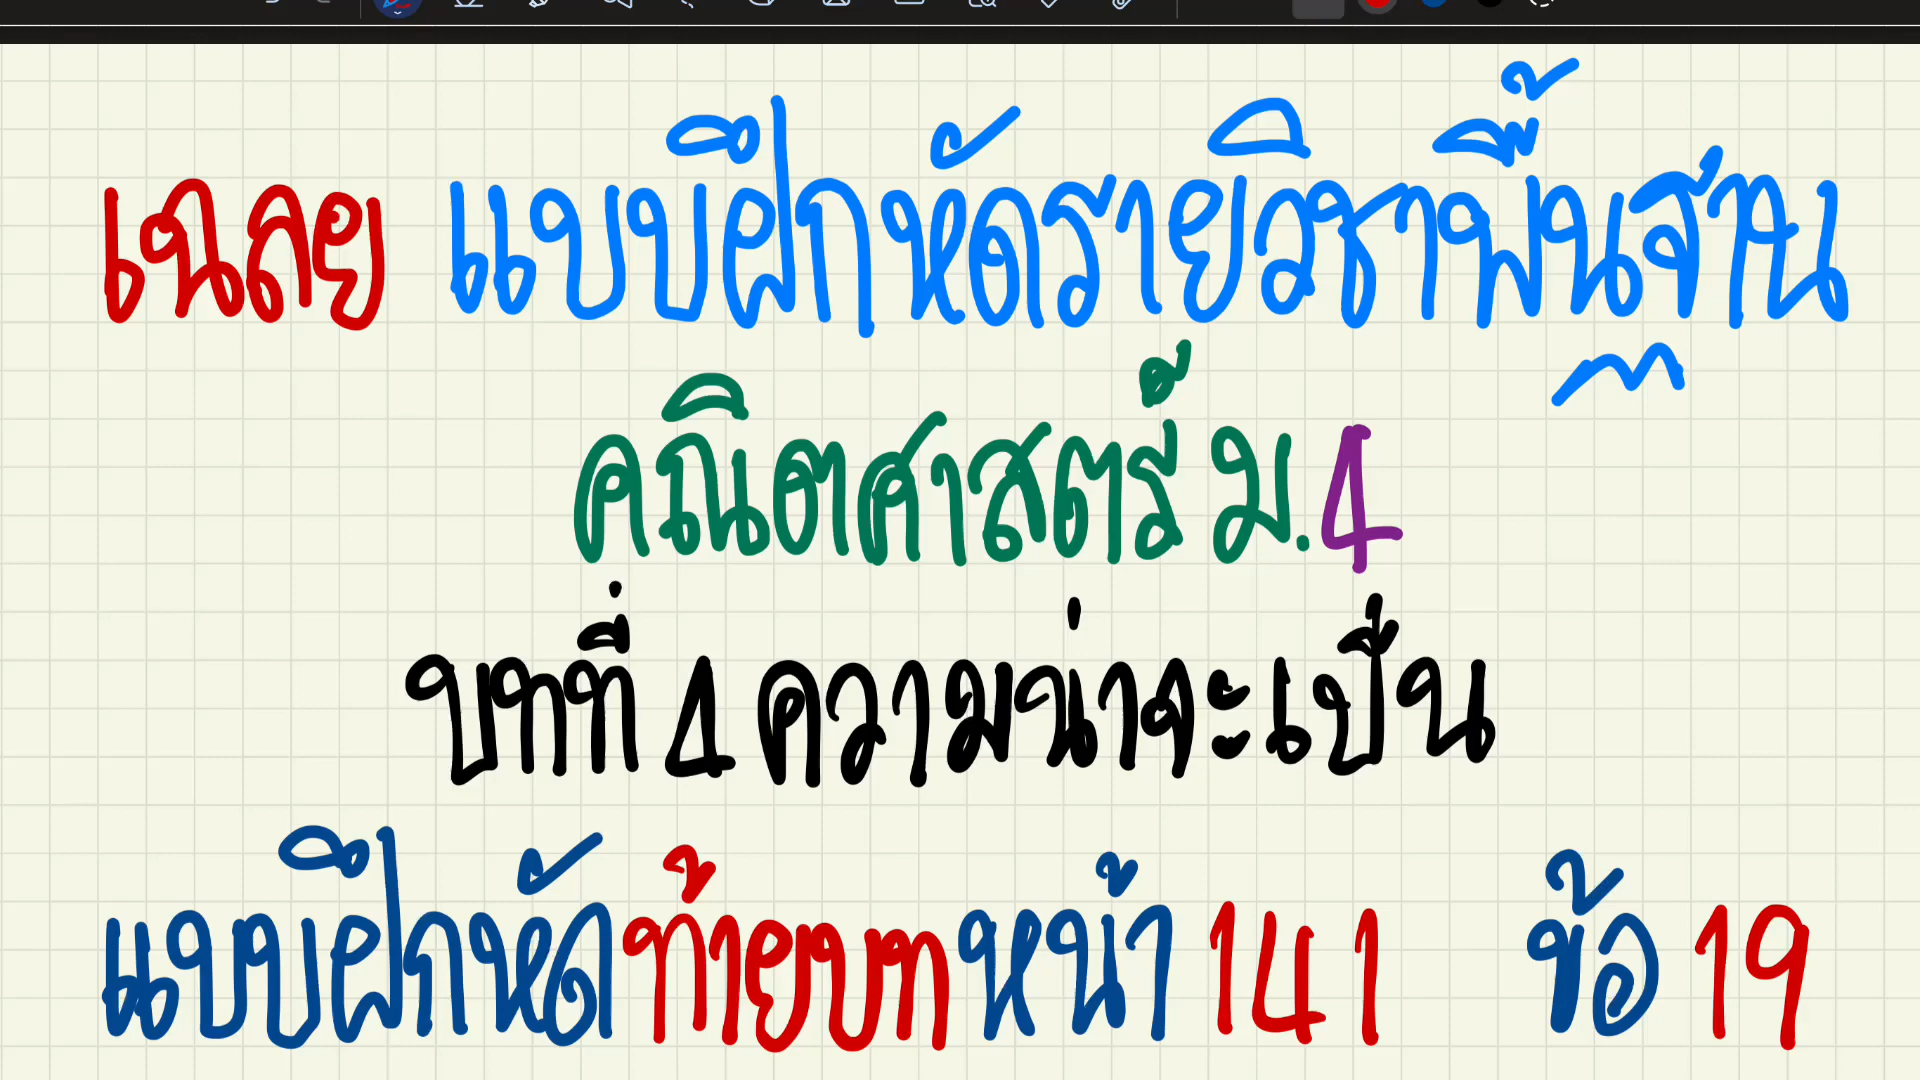 เฉลย แบบฝึกหัดรายวิชาพื้นฐาน
คณิตศาสตร์ ม.4
บทที่ 4 ความน่าจะเป็น
แบบฝึกหัดท้ายบทหน้า 141 ข้อ 19